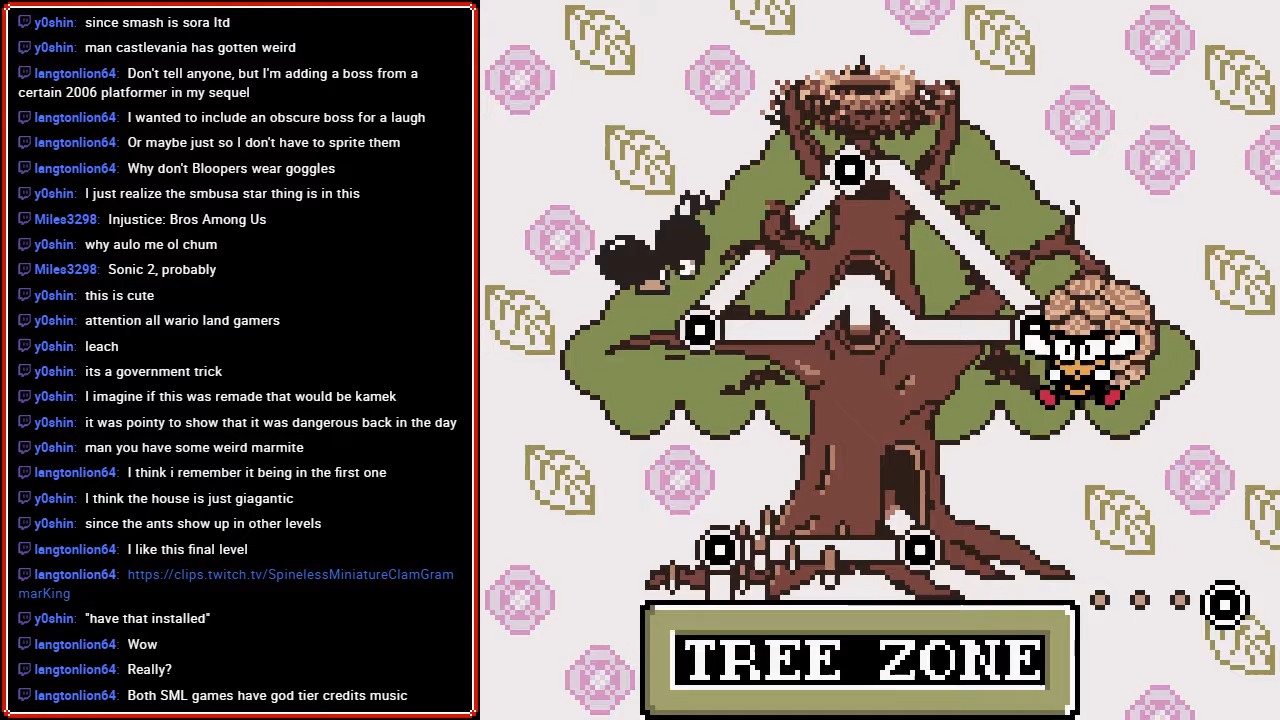 y0shin: since smash is sora ltd
y0shin: man castlevania has gotten weird
langtonlion64: Don't tell anyone, but I'm adding a boss from a
certain 2006 platformer in my sequel
langtonlion64: I wanted to include an obscure boss for a laugh
langtonlion64: Or maybe just so I don't have to sprite them
langtonlion64: Why don't Bloopers wear goggles
y0shin: I just realize the smbusa star thing is in this
Miles3298: Injustice: Bros Among Us
y0shin: why aulo me ol chum
Miles3298: Sonic 2, probably
y0shin: this is cute
y0shin: attention all wario land gamers
y0shin: leach
y0shin: its a government trick
y0shin: I imagine if this was remade that would be kamek
y0shin: it was pointy to show that it was dangerous back in the day
y0shin: man you have some weird marmite
langtonlion64: I think i remember it being in the first one
y0shin: I think the house is just giagantic
y0shin: since the ants show up in other levels
langtonlion64: I like this final level
langtonlion64: https://clips.twitch.tv/SpinelessMiniatureClamGram
marKing
y0shin: "have that installed"
langtonlion64: Wow
langtonlion64: Really?
langtonlion64: Both SML games have god tier credits music
TREE ZONE